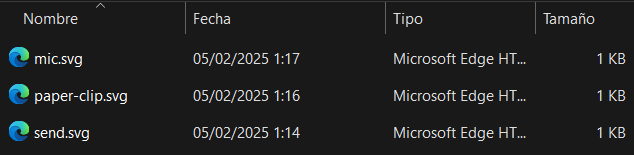 Nombre Fecha Tipo Tamaño
mic.svg 05/02/2025 1:17 Microsoft Edge HT... 1 KB
paper-clip.svg 05/02/2025 1:16 Microsoft Edge HT... 1 KB
send.svg 05/02/2025 1:14 Microsoft Edge HT... 1 KB